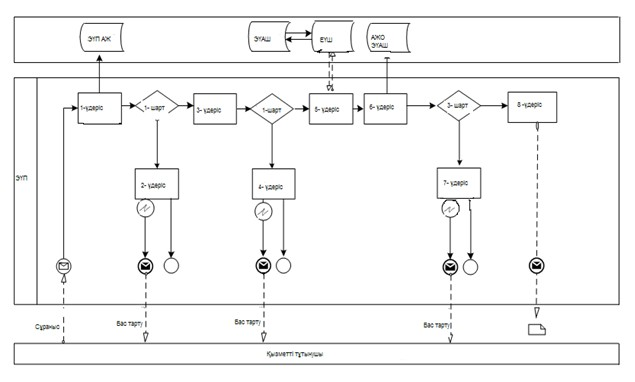 ЭҮП АЖ
ЭҮАШ
ЕҮШ
АЖО
ЭҮАШ
1-үдеріс
1- шарт
3- үдеріс
1-шарт
5- үдеріс
6- үдеріс
3- шарт
8 -үдеріс
2- үдеріс
4- үдеріс
7- үдеріс
ЭҮП
Сұраныс
Бас тарту
Бас тарту
Бас тарту
Қызметті тұтынушы